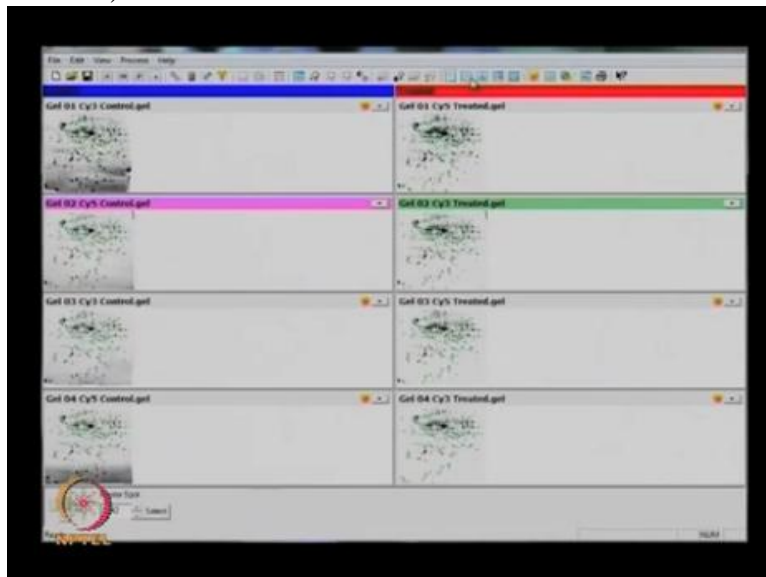 File Edit View Process Help
Gel 01 Cy3 Control.gel
Gel 01 Cy5 Treated.gel
Gel 02 Cy5 Control.gel
Gel 02 Cy3 Treated.gel
Gel 03 Cy3 Control.gel
Gel 03 Cy5 Treated.gel
Gel 04 Cy5 Control.gel
Gel 04 Cy3 Treated.gel
Spot
Select
NPTEL
NUM